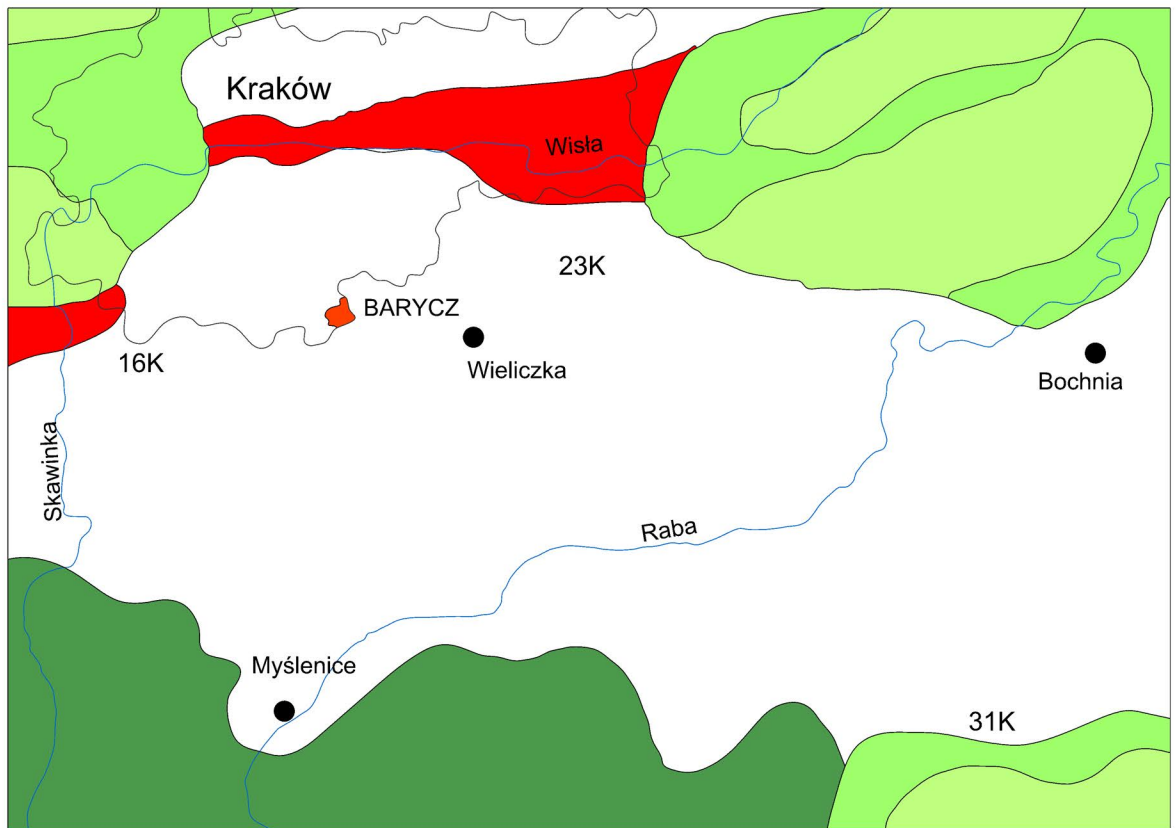 Kraków
Wisła
23K
BARYCZ
16K
Wieliczka
Bochnia
Skawinka
Raba
Myślenice
31K